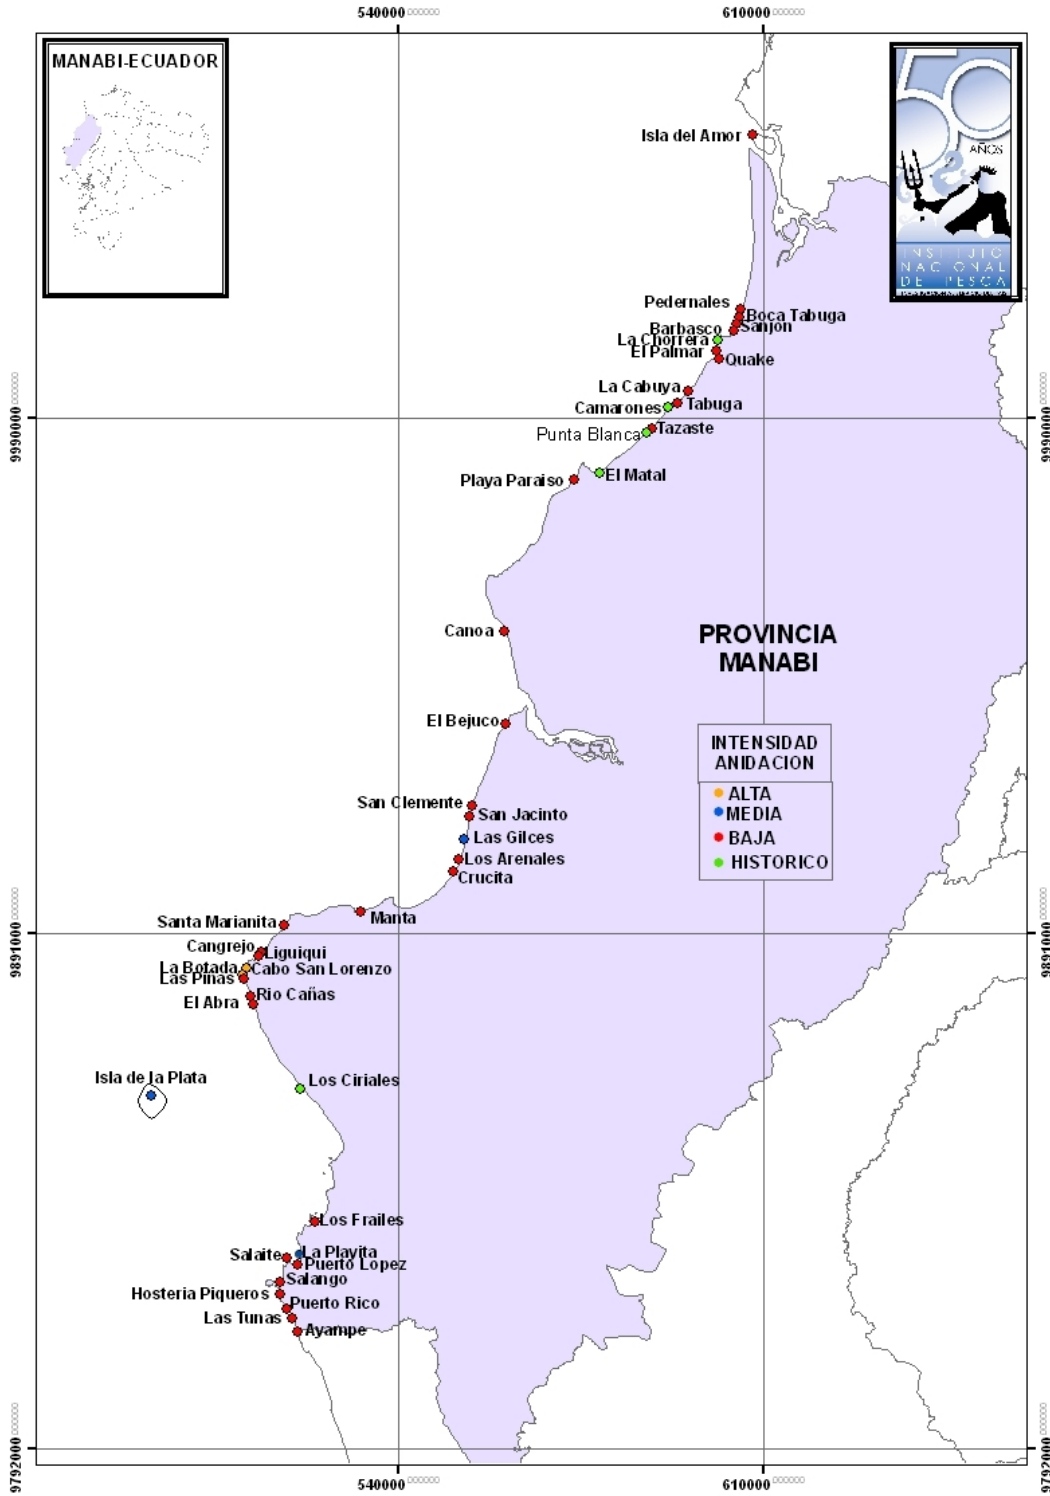 540000
610000
MANABI-ECUADOR
50
AÑOS
INSTITUTO
NACIONAL
DE PESCA
Isla del Amor
Pedernales
Boca Tabuga
Sanjon
Barbasco
La Chorrera
El Palmar
Quake
La Cabuya
Tabuga
Camarones
9990000
9990000
Tazaste
Punta Blanca
El Matal
Playa Paraiso
Canoa
PROVINCIA
MANABI
El Bejuco
INTENSIDAD
ANIDACION
ALTA
MEDIA
BAJA
HISTORICO
San Clemente
San Jacinto
Las Gilces
Los Arenales
Crucita
Manta
Santa Marianita
9891000
9891000
Cangrejo
Liguiqui
La Botada
Cabo San Lorenzo
Las Piñas
Rio Cañas
El Abra
Isla de la Plata
Los Ciriales
Los Frailes
La Playita
Salaite
Puerto Lopez
Salango
Hosteria Piqueros
Puerto Rico
Las Tunas
Ayampe
9792000
9792000
540000
610000